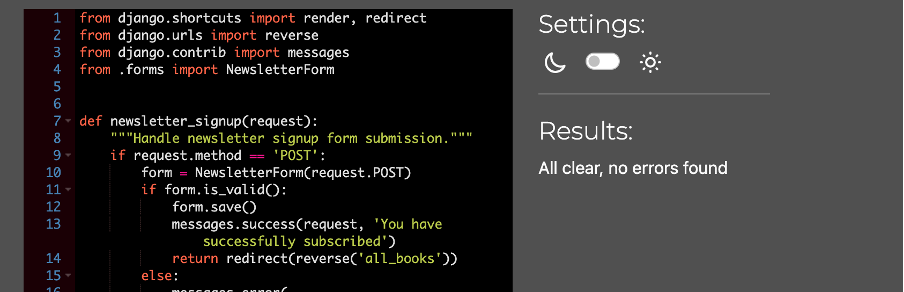 1 from django.shortcuts import render, redirect
2 from django.urls import reverse
3 from django.contrib import messages
4 from .forms import NewsletterForm
5
6
7 def newsletter_signup(request):
8 """Handle newsletter signup form submission."""
9 if request.method == 'POST':
10 form = NewsletterForm(request.POST)
11 if form.is_valid():
12 form.save()
13 messages.success(request, 'You have
successfully subscribed')
14 return redirect(reverse('all_books'))
15 else:
16 messages.error(
Settings:
Results:
All clear, no errors found